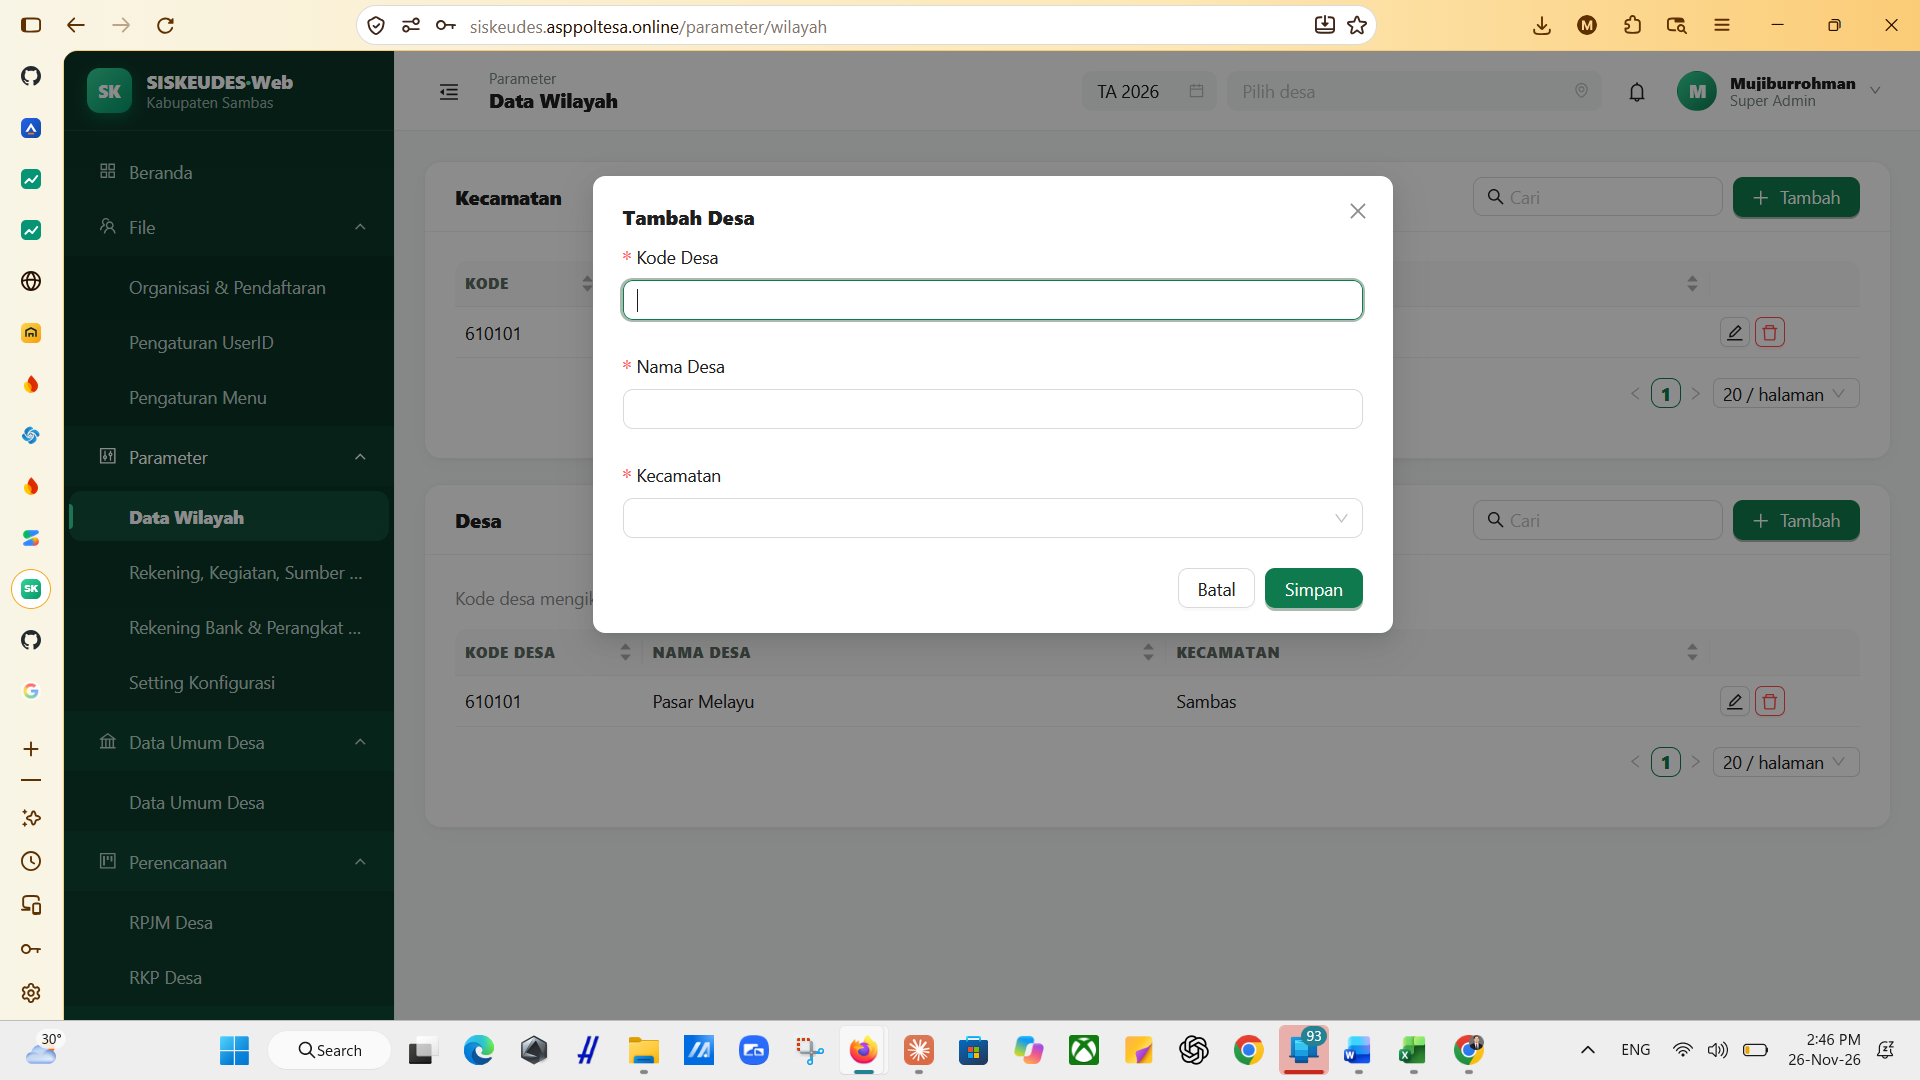 siskeudes.asppoltesa.online/parameter/wilayah
SK
SISKEUDES·Web
Kabupaten Sambas
Parameter
Data Wilayah
TA 2026
Pilih desa
M
Mujiburrohman
Super Admin
Beranda
File
Organisasi & Pendaftaran
Pengaturan UserID
Pengaturan Menu
Parameter
Data Wilayah
Rekening, Kegiatan, Sumber ...
Rekening Bank & Perangkat ...
Setting Konfigurasi
Data Umum Desa
Data Umum Desa
Perencanaan
RPJM Desa
RKP Desa
Kecamatan
Cari
Tambah
KODE
610101
1
20 / halaman
Tambah Desa
* Kode Desa
* Nama Desa
* Kecamatan
Batal
Simpan
Desa
Cari
Tambah
Kode desa mengik
KODE DESA
NAMA DESA
KECAMATAN
610101
Pasar Melayu
Sambas
1
20 / halaman
SK
M
30°
Search
93
ENG
2:46 PM
26-Nov-26